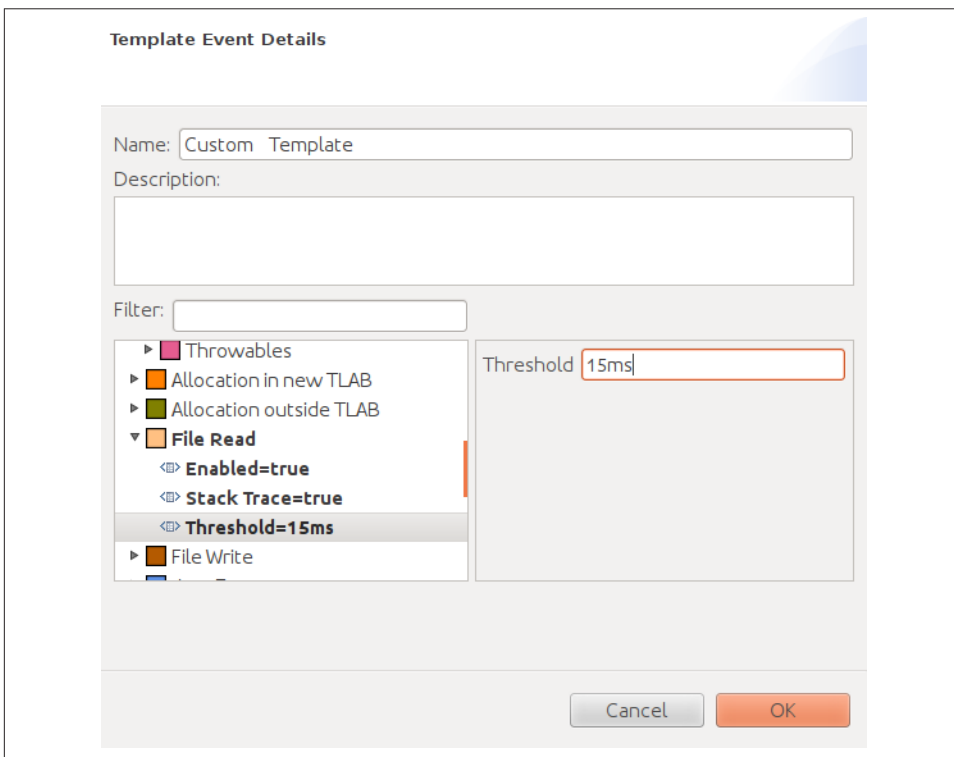 Template Event Details
Name: Custom Template
Description:
Filter:
Throwables
Allocation in new TLAB
Allocation outside TLAB
File Read
Enabled=true
Stack Trace=true
Threshold=15ms
File Write
Threshold 15ms
Cancel OK